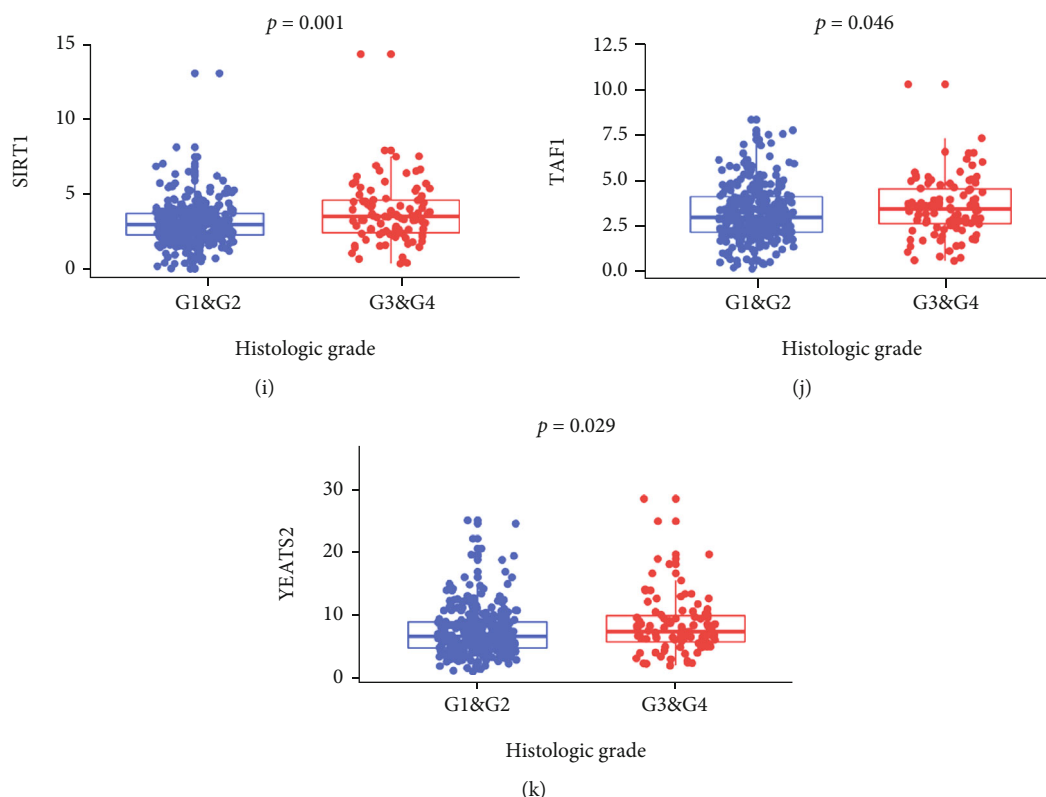 p = 0.001
15
10
5
0
SIRT1
G1&G2 G3&G4
Histologic grade
(i)
p = 0.046
12.5
10.0
7.5
5.0
2.5
0.0
TAF1
G1&G2 G3&G4
Histologic grade
(j)
p = 0.029
30
20
10
0
YEATS2
G1&G2 G3&G4
Histologic grade
(k)